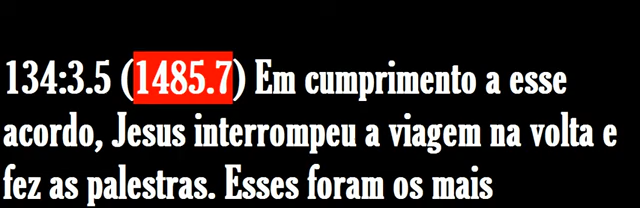 134:3.5 (1485.7) Em cumprimento a esse
acordo, Jesus interrompeu a viagem na volta e
fez as palestras. Esses foram os mais